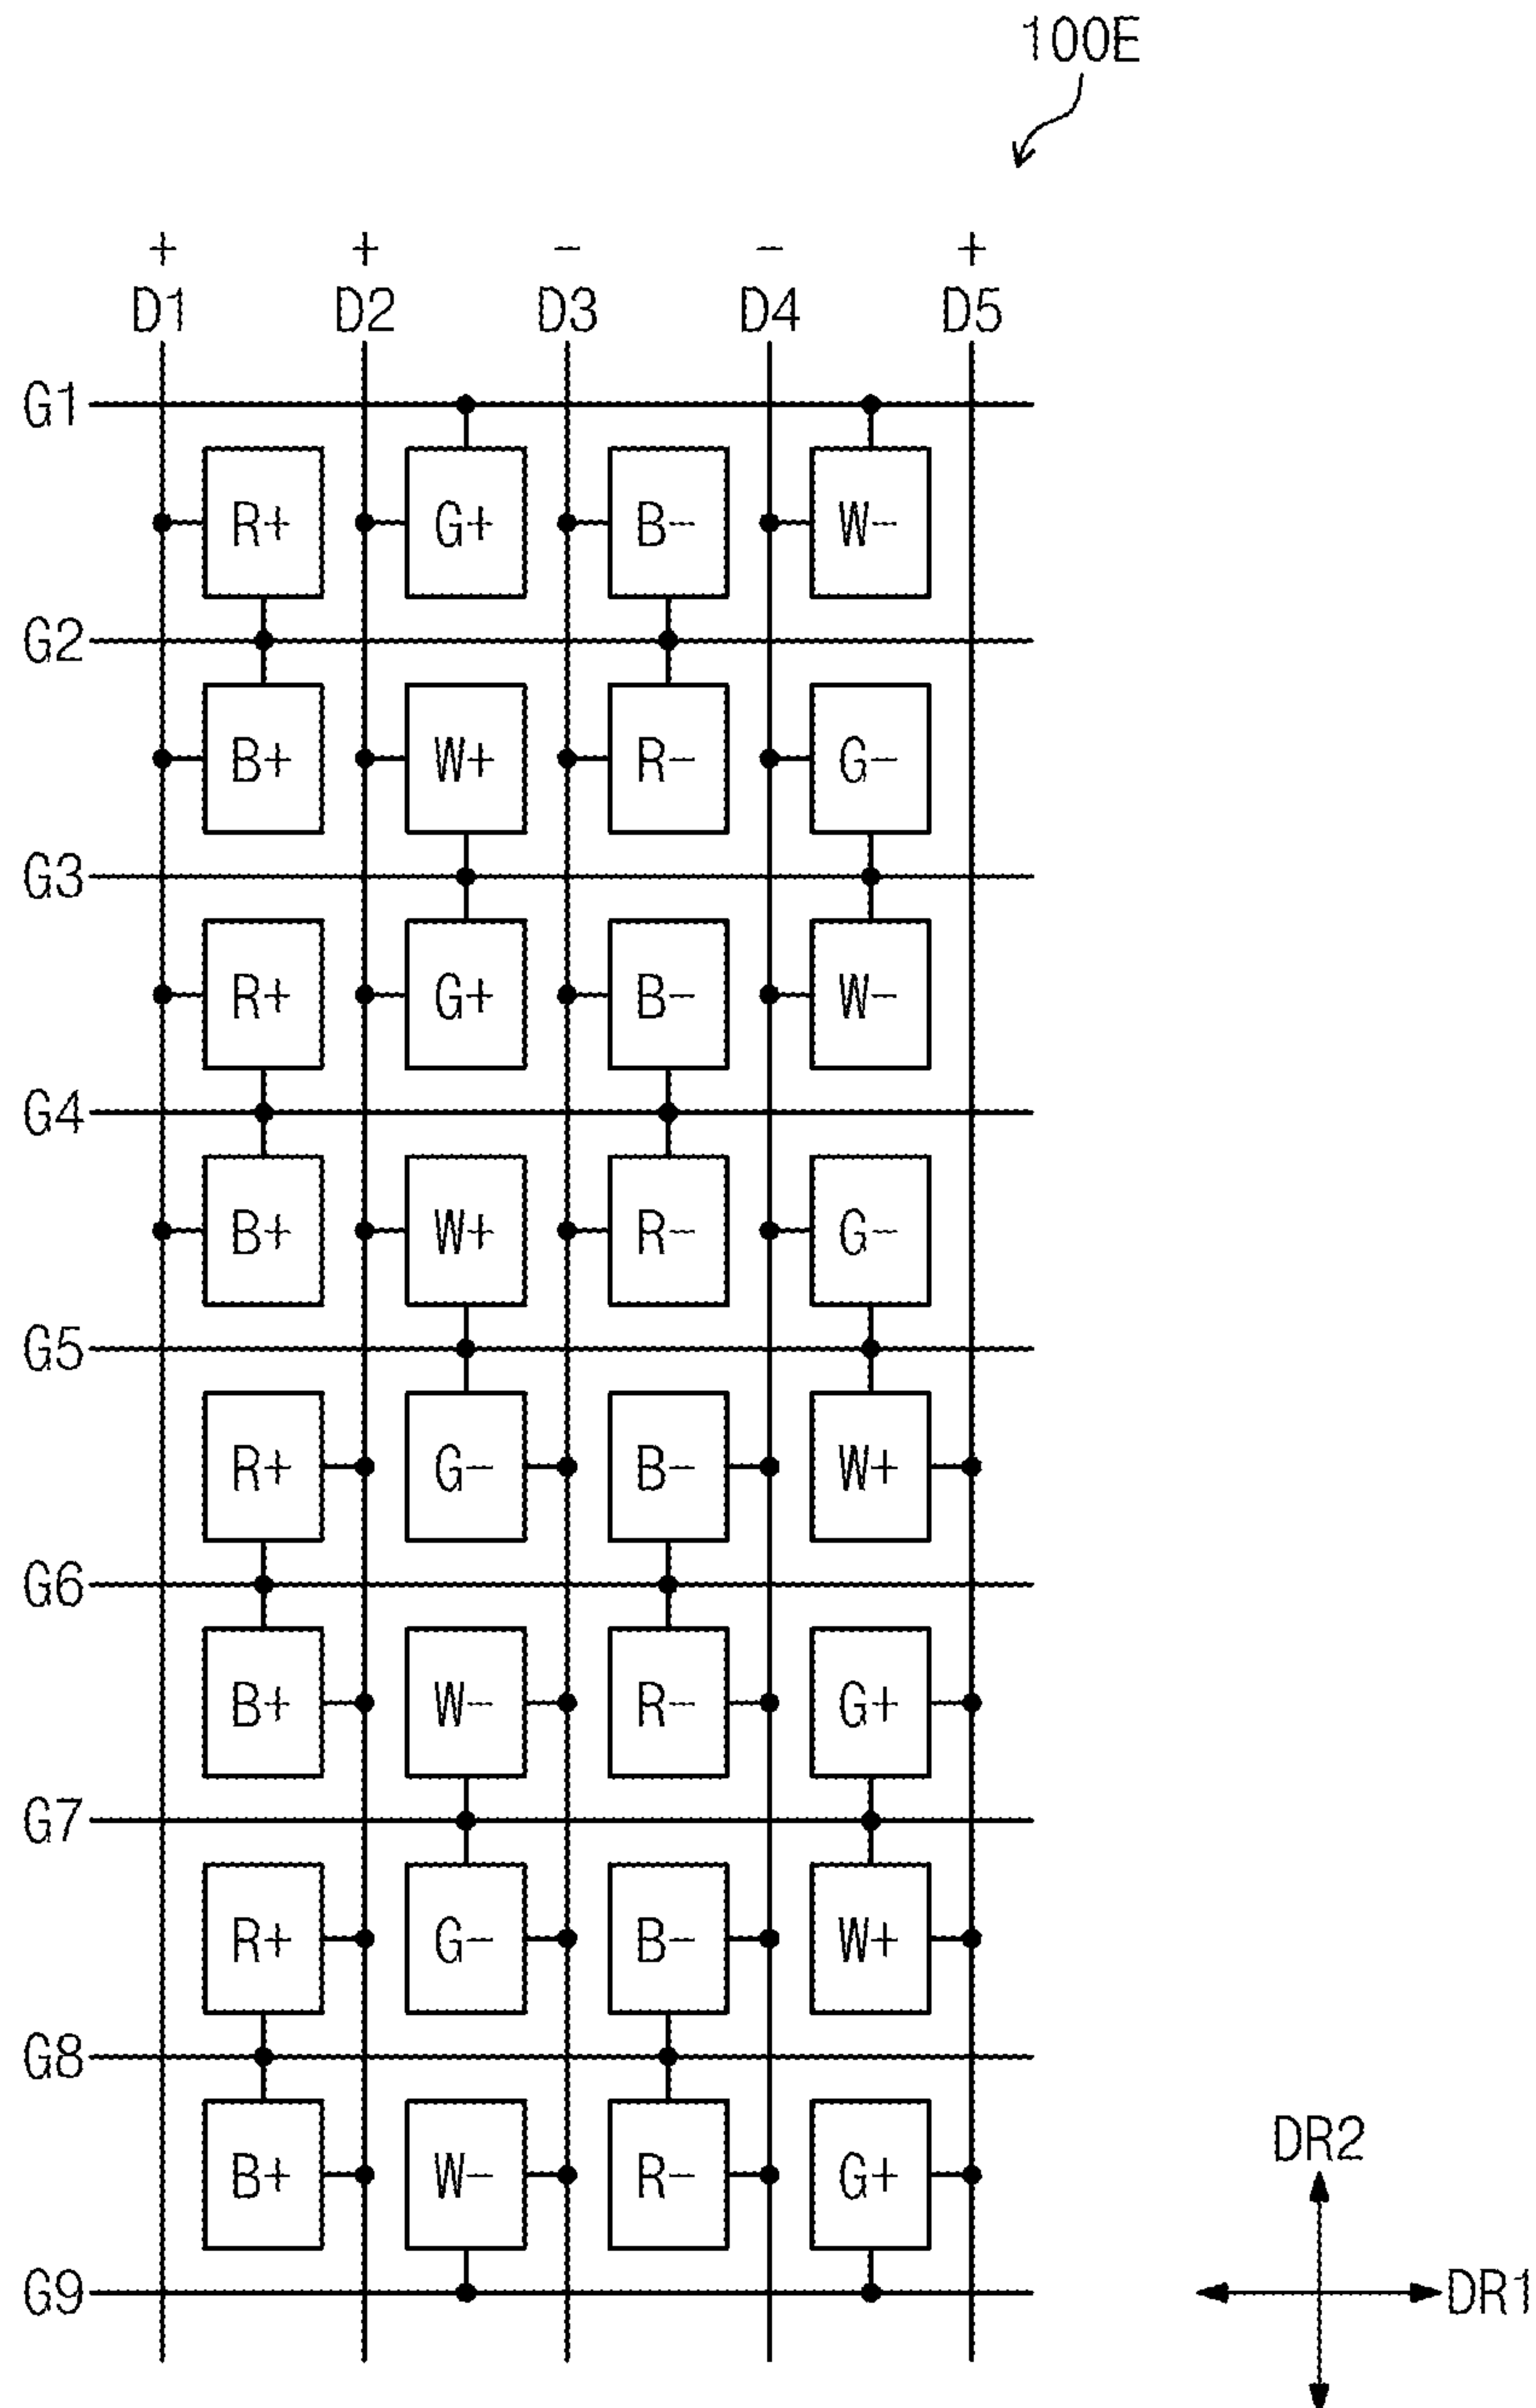 100E
+ + - - +
D1 D2 D3 D4 D5
G1
R+ G+ B- W-
G2
B+ W+ R- G-
G3
R+ G+ B- W-
G4
B+ W+ R- G-
G5
R+ G- B- W+
G6
B+ W- R- G+
G7
R+ G- B- W+
G8
B+ W- R- G+
G9
DR2
DR1